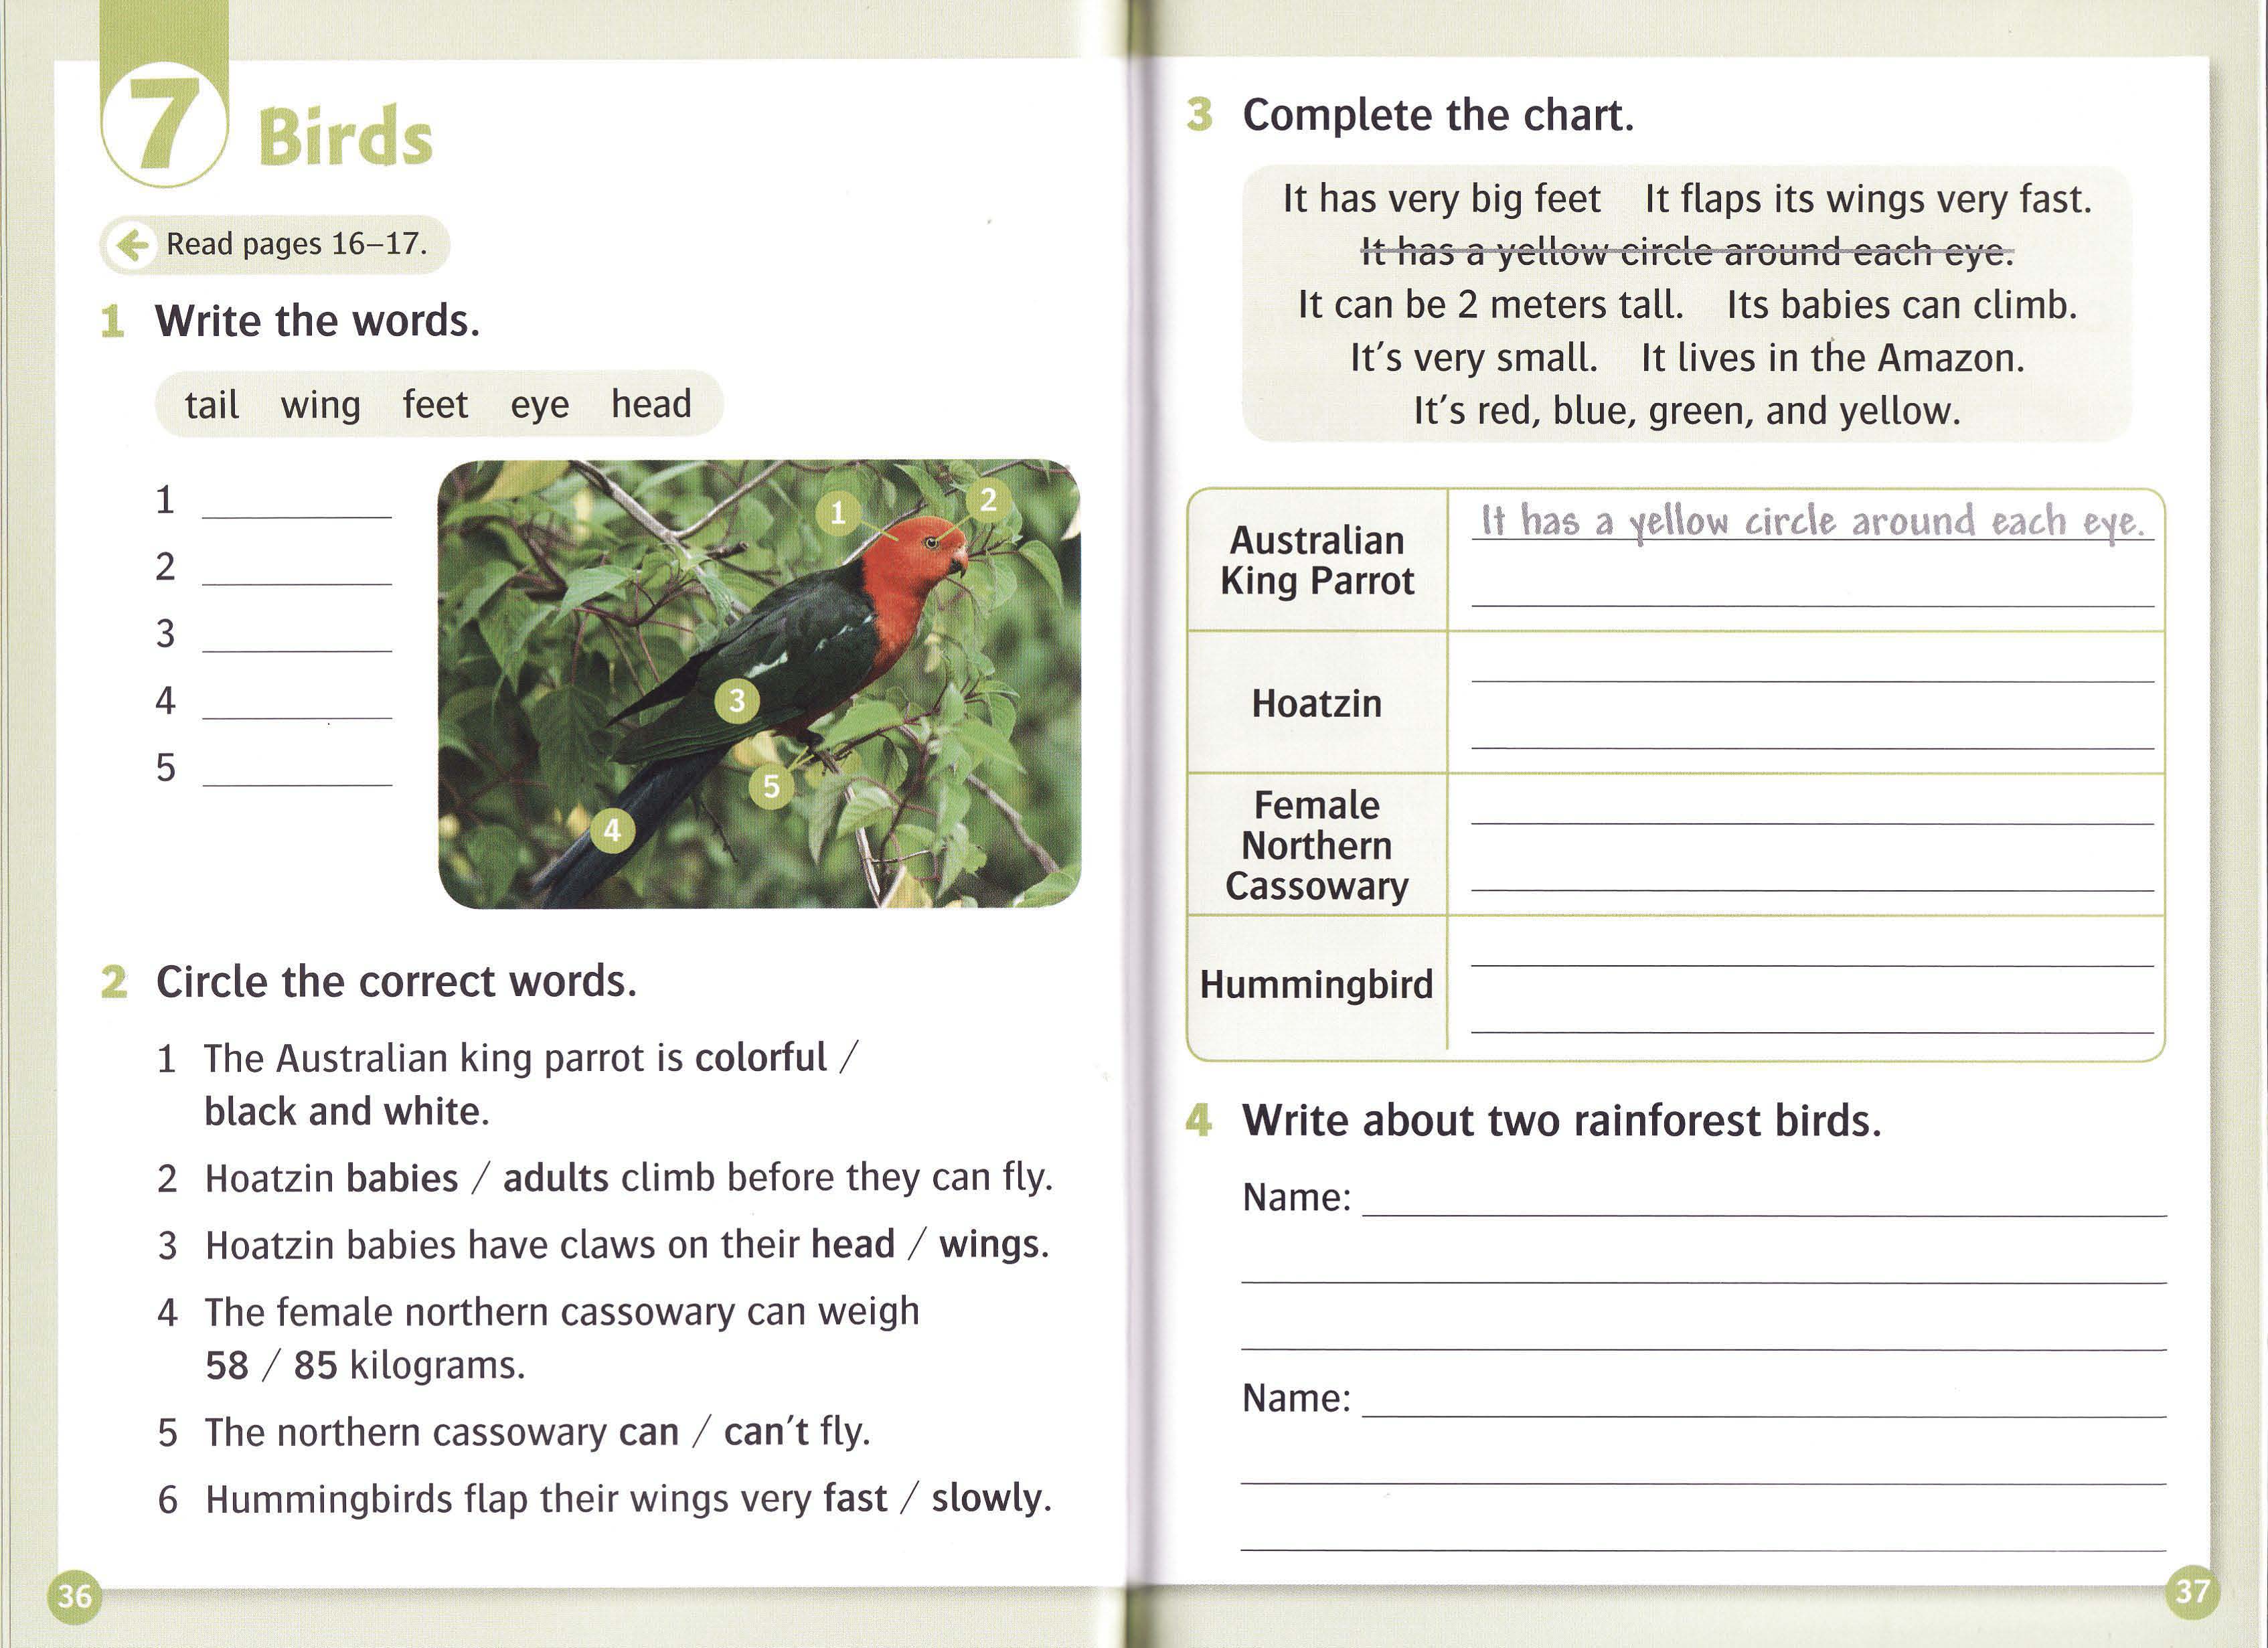 7 Birds
Read pages 16–17.
1 Write the words.
tail wing feet eye head
1
2
3
4
5
1
2
3
5
4
2 Circle the correct words.
1 The Australian king parrot is colorful /
black and white.
2 Hoatzin babies / adults climb before they can fly.
3 Hoatzin babies have claws on their head / wings.
4 The female northern cassowary can weigh
58 / 85 kilograms.
5 The northern cassowary can / can't fly.
6 Hummingbirds flap their wings very fast / slowly.
36
3 Complete the chart.
It has very big feet It flaps its wings very fast.
It has a yellow circle around each eye.
It can be 2 meters tall. Its babies can climb.
It's very small. It lives in the Amazon.
It's red, blue, green, and yellow.
It has a yellow circle around each eye.
Australian
King Parrot
Hoatzin
Female
Northern
Cassowary
Hummingbird
4 Write about two rainforest birds.
Name:
Name:
37